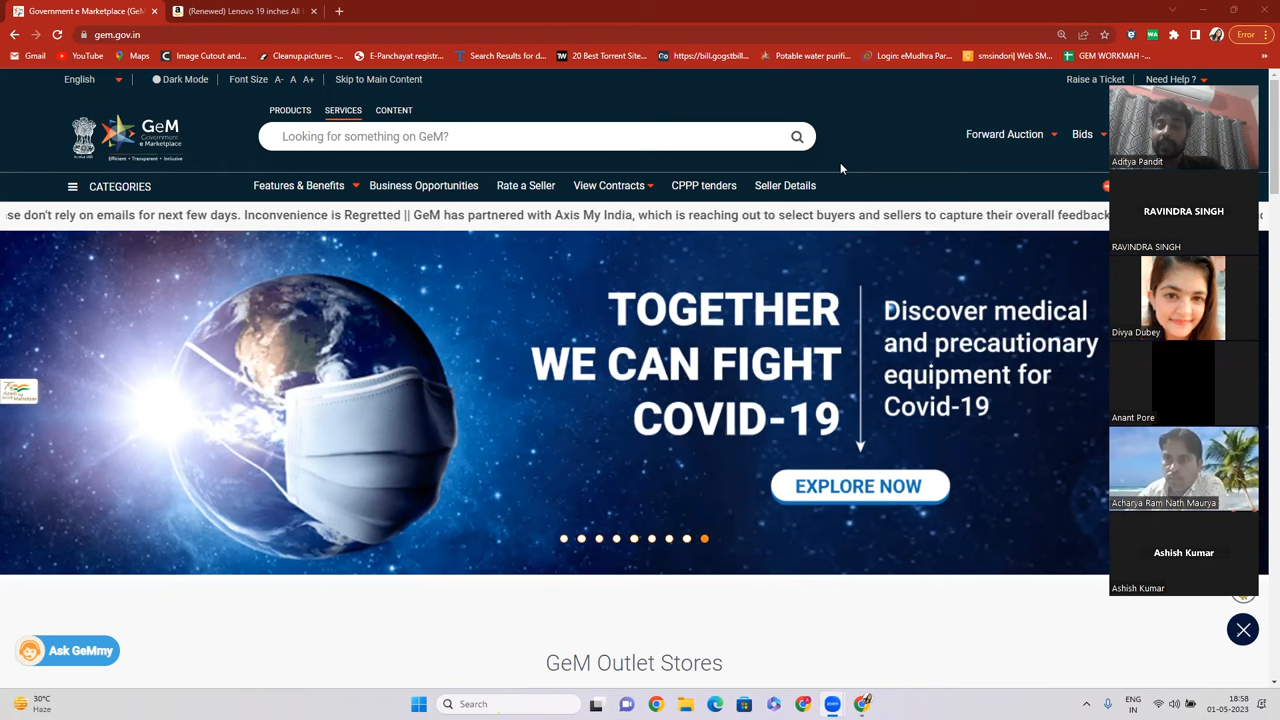 Government e Marketplace (GeM
(Renewed) Lenovo 19 inches All I
gem.gov.in
Error
Gmail
YouTube
Maps
Image Cutout and...
Cleanup.pictures -...
E-Panchayat registr...
Search Results for d...
20 Best Torrent Site...
https://bill.gogstbill...
Potable water purifi...
Login: eMudhra Par...
smsindori| Web SM...
GEM WORKMAH -...
»
English
Dark Mode
Font Size A- A A+
Skip to Main Content
Raise a Ticket
Need Help ?
PRODUCTS SERVICES CONTENT
GeM
Government
e Marketplace
Efficient • Transparent • Inclusive
Looking for something on GeM?
Forward Auction
Bids
CATEGORIES
Features & Benefits
Business Opportunities
Rate a Seller
View Contracts
CPPP tenders
Seller Details
se don't rely on emails for next few days. Inconvenience is Regretted || GeM has partnered with Axis My India, which is reaching out to select buyers and sellers to capture their overall feedback
TOGETHER
WE CAN FIGHT
COVID-19
Discover medical
and precautionary
equipment for
Covid-19
EXPLORE NOW
Aditya Pandit
RAVINDRA SINGH
RAVINDRA SINGH
Divya Dubey
Anant Pore
Acharya Ram Nath Maurya
Ashish Kumar
Ashish Kumar
Ask GeMmy
GeM Outlet Stores
30°C
Haze
Search
zoom
ENG
IN
18:58
01-05-2023